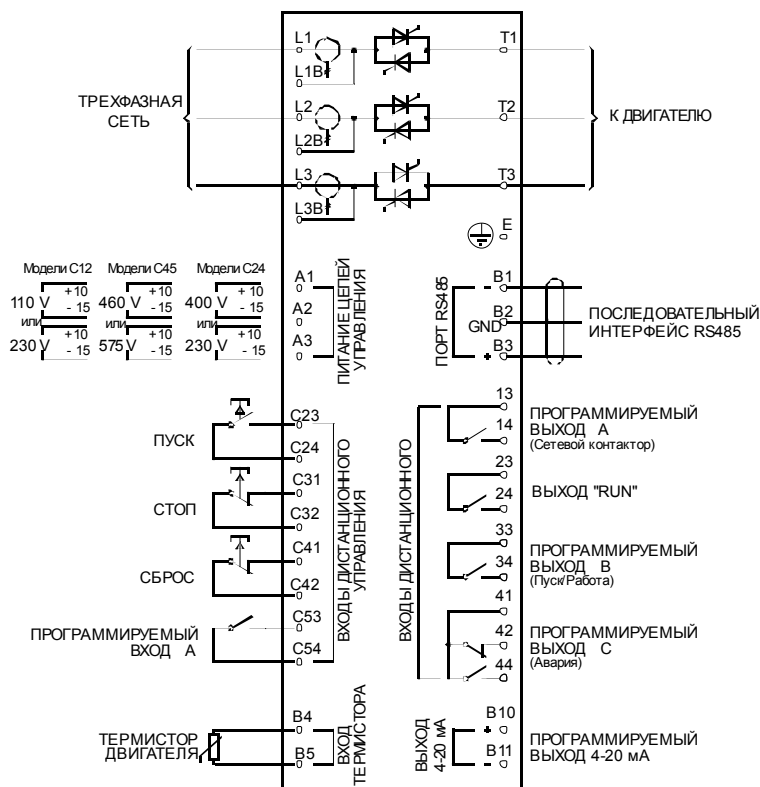 L1
T1
L1B
ТРЕХФАЗНАЯ
СЕТЬ
L2
T2
К ДВИГАТЕЛЮ
L2B
L3
T3
L3B
E
Модели C12
Модели C45
Модели C24
110 V + 10 - 15
460 V + 10 - 15
400 V + 10 - 15
или
или
или
230 V + 10 - 15
575 V + 10 - 15
230 V + 10 - 15
A1
A2
A3
ПИТАНИЕ ЦЕПЕЙ
УПРАВЛЕНИЯ
ПОРТ RS485
B1
-
GND
B2
+
B3
ПОСЛЕДОВАТЕЛЬНЫЙ
ИНТЕРФЕЙС RS485
ПУСК
C23
C24
СТОП
C31
C32
СБРОС
C41
C42
ПРОГРАММИРУЕМЫЙ
ВХОД A
C53
C54
ВХОДЫ ДИСТАНЦИОННОГО
УПРАВЛЕНИЯ
ВХОДЫ ДИСТАНЦИОННОГО
13
14
ПРОГРАММИРУЕМЫЙ
ВЫХОД A
(Сетевой контактор)
23
24
ВЫХОД "RUN"
33
34
ПРОГРАММИРУЕМЫЙ
ВЫХОД B
(Пуск/Работа)
41
42
44
ПРОГРАММИРУЕМЫЙ
ВЫХОД C
(Авария)
ТЕРМИСТОР
ДВИГАТЕЛЯ
B4
B5
ВХОД
ТЕРМИСТОРА
ВЫХОД
4-20 мА
B10
+
B11
-
ПРОГРАММИРУЕМЫЙ
ВЫХОД 4-20 мА